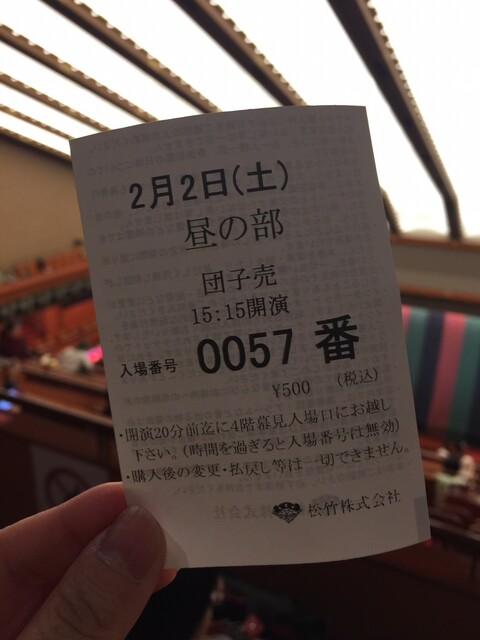 2月2日(土)
昼の部
団子売
15:15開演
入場番号 0057 番
¥500 (税込)
・開演20分前迄に4階幕見入場口にお越し
下さい。(時間を過ぎると入場番号は無効)
・購入後の変更・払戻し等は一切できません。
松竹株式会社